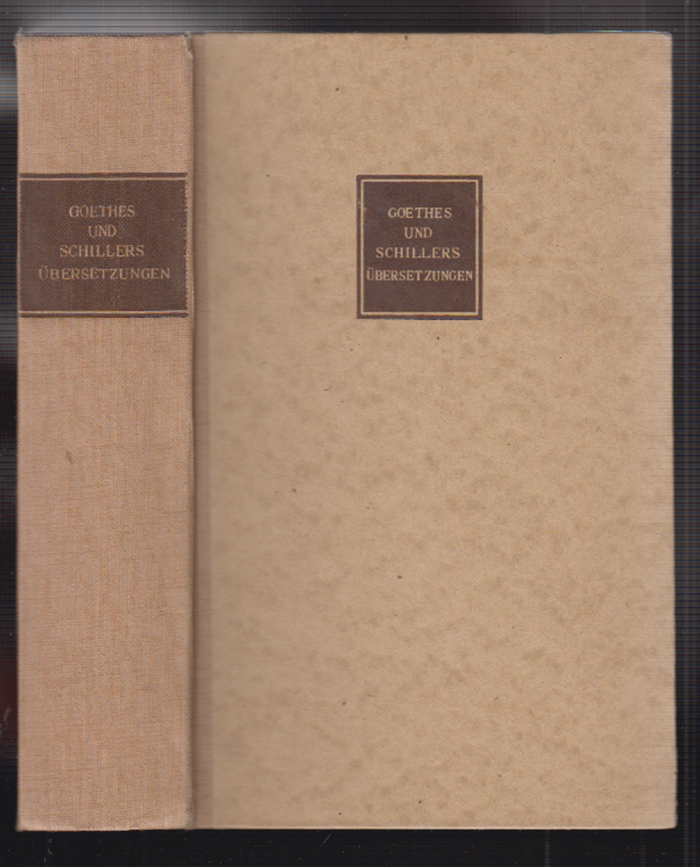 GOETHES
UND
SCHILLERS
ÜBERSETZUNGEN
GOETHES
UND
SCHILLERS
ÜBERSETZUNGEN